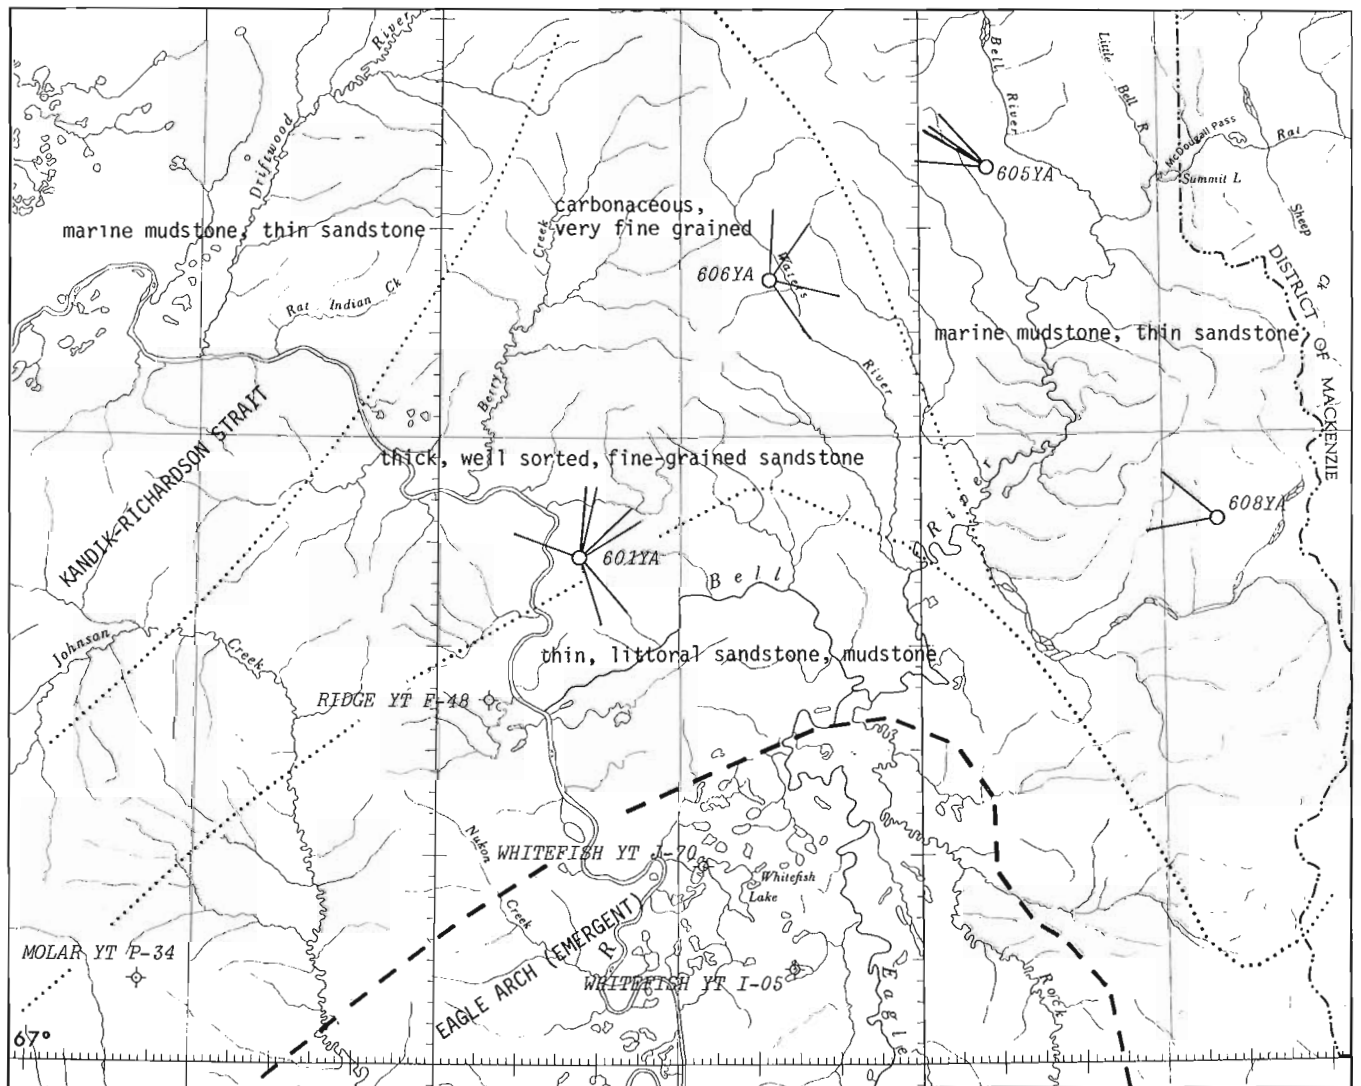 River
Bell
River
Little
Bell
R
McDougall Pass
Rat
Driftwood
605YA
Summit L
carbonaceous,
very fine grained
Sheep
Ck
marine mudstone, thin sandstone
Creek
606YA
Waters
DISTRICT OF MACKENZIE
Rat Indian Ck
marine mudstone, thin sandstone
Berry
River
KANDIK-RICHARDSON STRAIT
thick, well sorted, fine-grained sandstone
River
608YA
601YA
Bell
Johnson
Creek
thin, littoral sandstone, mudstone
RIDGE YT F-48
Nukon
Creek
WHITEFISH YT J-70
Whitefish
Lake
EAGLE ARCH (EMERGENT)
R
MOLAR YT P-34
WHITEFISH YT I-05
Eagle
Rock
67°